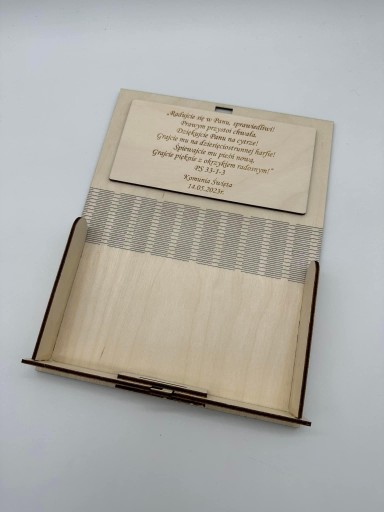 „Radujcie się w Panu, sprawiedliwi!
Prawym przystoi chwała.
Dziękujcie Panu na cytrze!
Grajcie mu na dziesięciostrunnej harfie!
Śpiewajcie mu pieśń nową,
Grajcie pięknie z okrzykiem radosnym!”
PS 33-1-3
Komunia Święta
14.05.2023r.